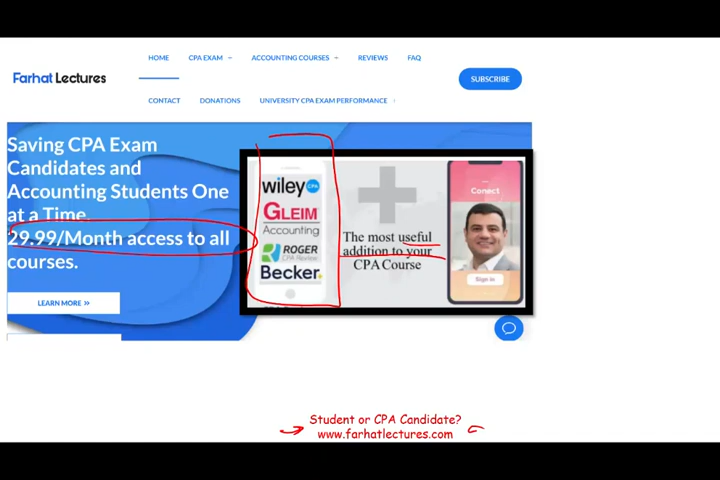 HOME CPA EXAM ACCOUNTING COURSES REVIEWS FAQ
Farhat Lectures
SUBSCRIBE
CONTACT DONATIONS UNIVERSITY CPA EXAM PERFORMANCE
Saving CPA Exam
Candidates and
Accounting Students One
at a Time.
29.99/Month access to all
courses.
LEARN MORE
wiley CPA
GLEIM
Accounting
ROGER
CPA Review
Becker.
The most useful
addition to your
CPA Course
Conect
Sign in
Student or CPA Candidate?
www.farhatlectures.com